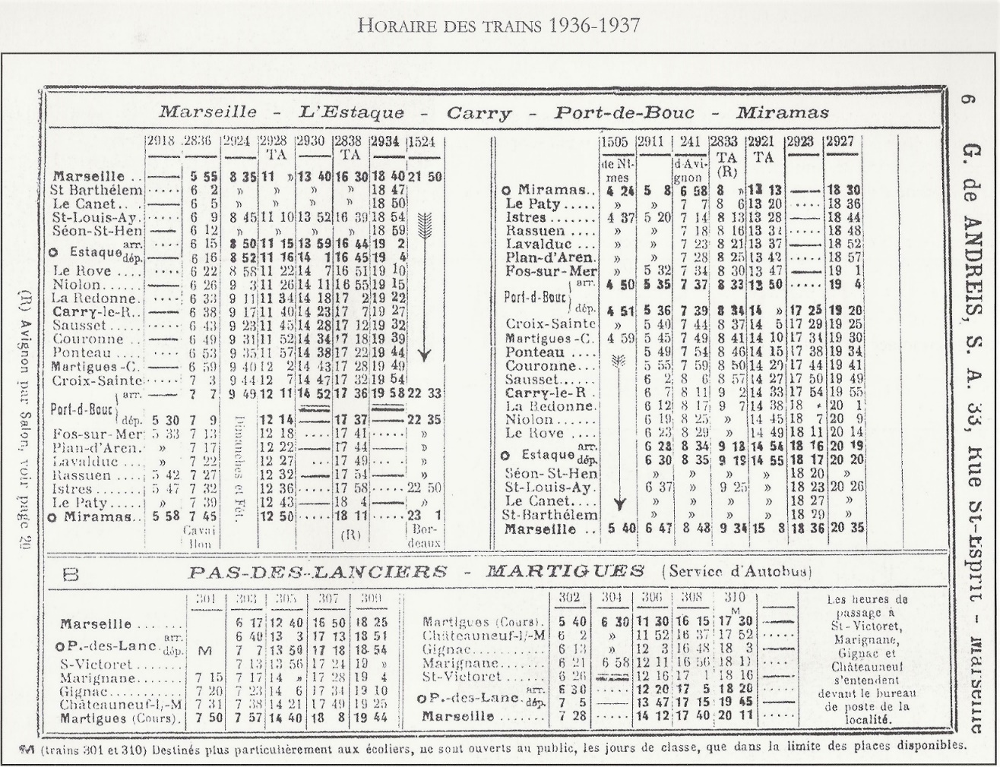 HORAIRE DES TRAINS 1936-1937
Marseille - L'Estaque - Carry - Port-de-Bouc - Miramas
2918 2836 2924 2928 2930 2838 2934 1524
TA TA
Marseille .. — 5 55 8 35 11 » 13 40 16 30 18 40 21 50
St Barthélem ..... 6 2 » » » » 18 47
Le Canet... — 6 5 » » » » 18 50
St-Louis-Ay. ..... 6 9 8 45 11 10 13 52 16 39 18 54
Séon-St-Hen — 6 12 » » » » 18 59
Estaque arr. ..... 6 15 8 50 11 15 13 59 16 44 19 2
dép. — 6 16 8 52 11 16 14 1 16 45 19 4
Le Rove .... ..... 6 22 8 58 11 22 14 7 16 51 19 10
Niolon...... — 6 26 9 3 11 26 14 11 16 55 19 15
La Redonne. ..... 6 33 9 11 11 34 14 18 17 2 19 22
Carry-le-R.. — 6 38 9 17 11 40 14 23 17 7 19 27
Sausset..... ..... 6 43 9 23 11 45 14 28 17 12 19 32
Couronne ... — 6 49 9 31 11 52 14 34 17 18 19 39
Ponteau .... ..... 6 53 9 35 11 57 14 38 17 22 19 44
Martigues-C. — 6 59 9 40 12 2 14 43 17 28 19 49
Croix-Sainte ..... 7 3 9 44 12 7 14 47 17 32 19 54
Port-d-Bouc arr. — 7 7 9 49 12 11 14 52 17 36 19 58 22 33
dép. 5 30 7 9 12 14 — 17 37 — 22 35
Fos-sur-Mer 5 33 7 13 12 18 ..... 17 41 ..... »
Plan-d'Aren. » 7 17 12 22 — 17 44 — »
Lavalduc ... » 7 22 12 27 ..... 17 49 ..... »
Rassuen .... 5 42 7 27 12 32 — 17 54 — »
Istres....... 5 47 7 32 12 36 ..... 17 58 ..... 22 50
Le Paty..... » 7 39 12 43 — 18 4 — »
Miramas.. 5 58 7 45 12 50 ..... 18 11 ..... 23 1
Cavaillon (R) Bordeaux
Dimanches et Fêt.
1505 2911 241 2833 2921 2923 2927
de Nîmes d'Avignon TA (R) TA
Miramas.. 4 24 5 8 6 58 8 » 13 13 — 18 30
Le Paty..... » » 7 7 8 6 13 20 ..... 18 36
Istres ...... 4 37 5 20 7 14 8 13 13 28 — 18 44
Rassuen .... » » 7 18 8 16 13 32 ..... 18 48
Lavalduc ... » » 7 23 8 21 13 37 — 18 52
Plan-d'Aren. » » 7 28 8 25 13 42 ..... 18 57
Fos-sur-Mer » 5 32 7 34 8 30 13 47 — 19 1
Port-d-Bouc arr. 4 50 5 35 7 37 8 33 13 50 ..... 19 4
dép. 4 51 5 36 7 39 8 34 14 » 17 25 19 20
Croix-Sainte » 5 40 7 44 8 37 14 5 17 29 19 25
Martigues-C. 4 59 5 45 7 49 8 41 14 10 17 34 19 30
Ponteau .... 5 49 7 54 8 46 14 15 17 38 19 34
Couronne... 5 55 7 59 8 50 14 20 17 44 19 41
Sausset...... 6 2 8 6 8 57 14 27 17 50 19 49
Carry-le-R . 6 7 8 11 9 2 14 33 17 54 19 55
La Redonne. 6 12 8 17 9 7 14 38 18 » 20 1
Niolon...... 6 19 8 25 » 14 45 18 7 20 9
Le Rove .... 6 23 8 29 » 14 49 18 11 20 14
Estaque arr. 6 28 8 34 9 18 14 54 18 16 20 19
dép. 6 30 8 35 9 19 14 55 18 17 20 20
Séon-St-Hen » » » » 18 20 »
St-Louis-Ay. 6 37 » 9 25 » 18 23 20 26
Le Canet.... » » » » 18 27 »
St-Barthélem » » » » 18 29 »
Marseille .. 5 40 6 47 8 48 9 34 15 8 18 36 20 35
B PAS-DES-LANCIERS - MARTIGUES (Service d'Autobus)
301 303 305 307 309
Marseille ...... 6 17 12 40 16 50 18 25
P.-des-Lanc. arr. 6 40 13 3 17 13 18 51
dép. M 7 7 13 50 17 18 18 54
S-Victoret ....... 7 13 13 56 17 24 19 »
Marignane....... 7 15 7 17 14 » 17 28 19 4
Gignac........... 7 20 7 23 14 6 17 34 19 10
Châteauneuf-l/-M 7 31 7 38 14 21 17 49 19 25
Martigues (Cours). 7 50 7 57 14 40 18 8 19 44
302 304 306 308 310
M
Martigues (Cours). 5 40 6 30 11 30 16 15 17 30
Châteauneuf-l/-M 6 2 » 11 52 16 37 17 52
Gignac........... 6 13 » 12 3 16 48 18 3
Marignane....... 6 21 6 58 12 11 16 56 18 11
St-Victoret ...... 6 26 12 16 17 1 18 16
P.-des-Lanc. arr. 6 30 ..... 12 20 17 5 18 20
dép. 7 5 — 13 47 17 15 19 45
Marseille ....... 7 28 ..... 14 12 17 40 20 11
Les heures de
passage à
St-Victoret,
Marignane,
Gignac et
Châteauneuf
s'entendent
devant le bureau
de poste de la
localité.
M (trains 301 et 310) Destinés plus particulièrement aux écoliers, ne sont ouverts au public, les jours de classe, que dans la limite des places disponibles.
(R) Avignon par Salon, voir page 20
6 G. de ANDREIS, S. A. 33, Rue St-Esprit - Marseille